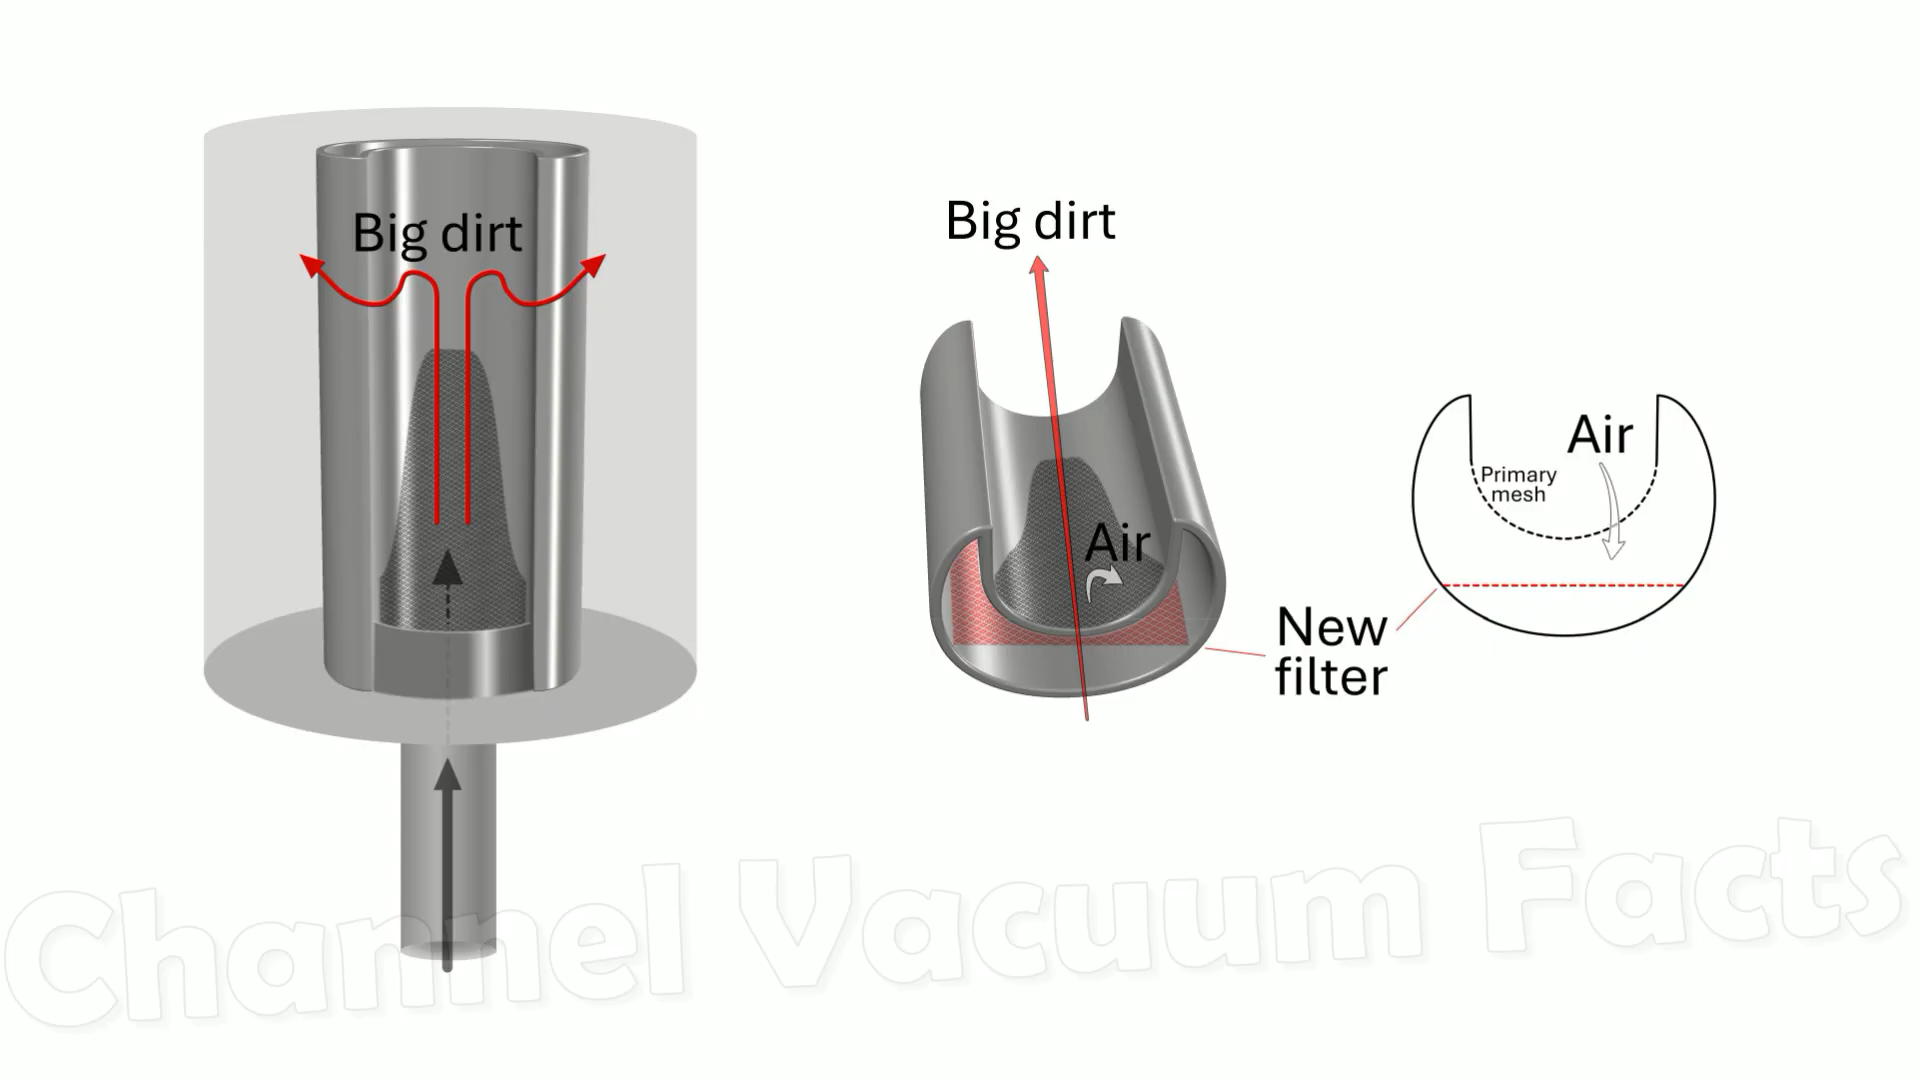 Big dirt
Big dirt
Air
New
filter
Air
Primary
mesh
Channel Vacuum Facts